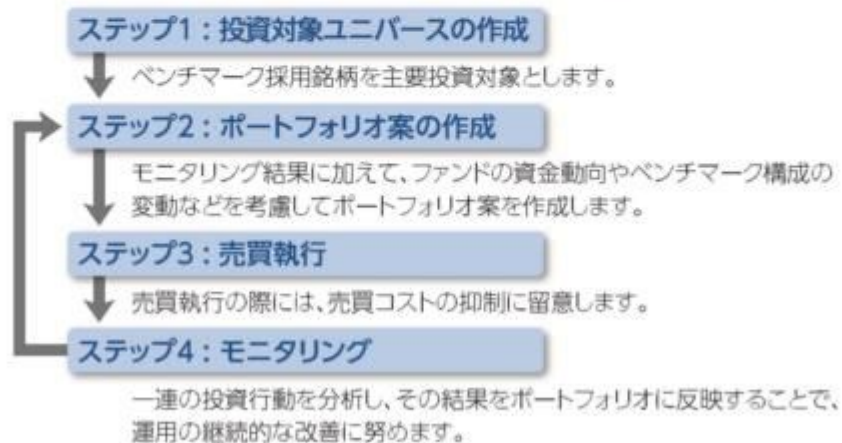 ステップ1：投資対象ユニバースの作成
ベンチマーク採用銘柄を主要投資対象とします。
ステップ2：ポートフォリオ案の作成
モニタリング結果に加えて、ファンドの資金動向やベンチマーク構成の
変動などを考慮してポートフォリオ案を作成します。
ステップ3：売買執行
売買執行の際には、売買コストの抑制に留意します。
ステップ4：モニタリング
一連の投資行動を分析し、その結果をポートフォリオに反映することで、
運用の継続的な改善に努めます。